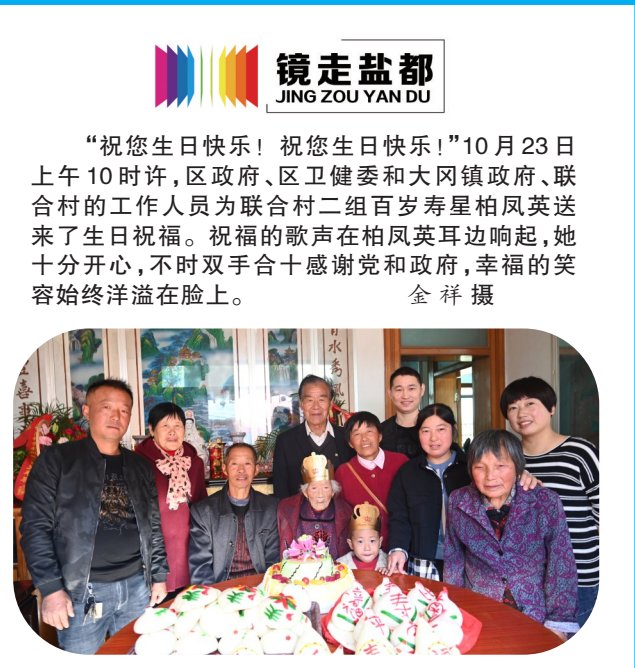 镜走盐都
JING ZOU YAN DU
“祝您生日快乐！祝您生日快乐！”10月23日
上午10时许，区政府、区卫健委和大冈镇政府、联
合村的工作人员为联合村二组百岁寿星柏凤英送
来了生日祝福。祝福的歌声在柏凤英耳边响起，她
十分开心，不时双手合十感谢党和政府，幸福的笑
容始终洋溢在脸上。 金祥 摄